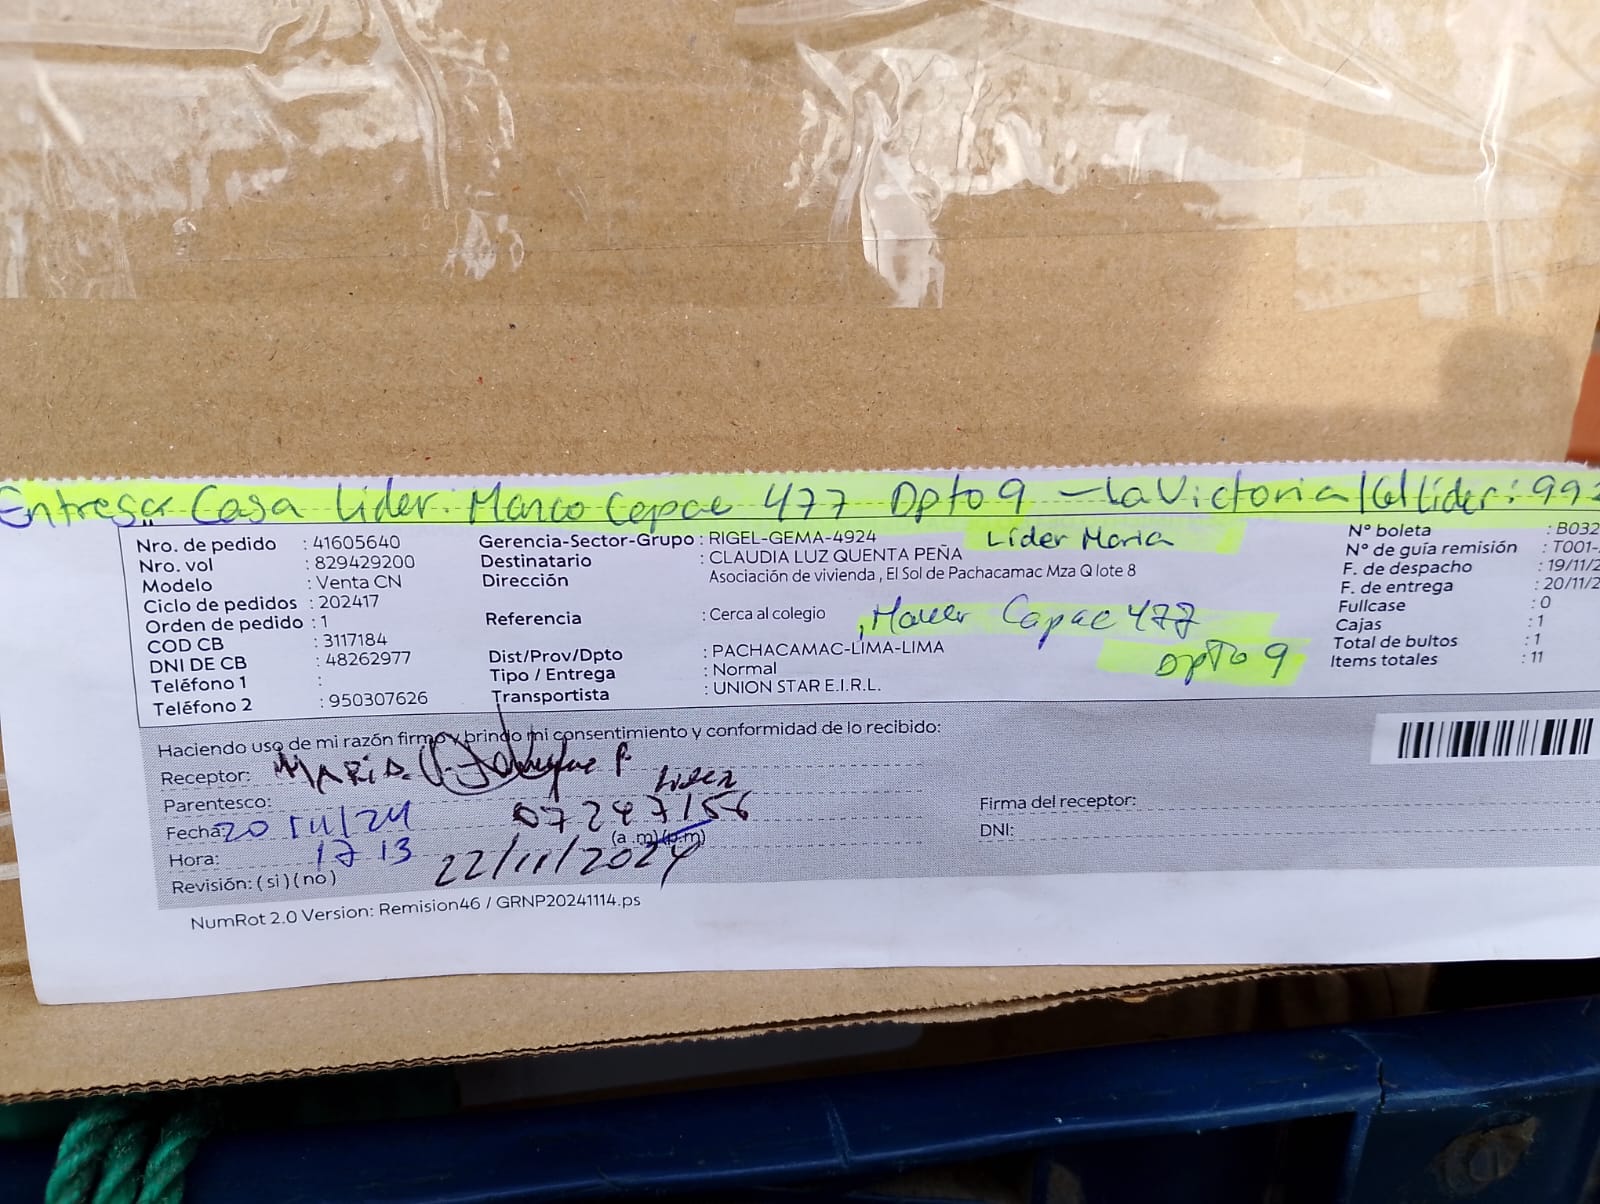 Entregar Casa Líder: Manco Capac 477 Dpto 9 - La Victoria / Cel líder: 992
Nro. de pedido : 41605640
Nro. vol : 829429200
Modelo : Venta CN
Ciclo de pedidos : 202417
Orden de pedido : 1
COD CB : 3117184
DNI DE CB : 48262977
Teléfono 1 :
Teléfono 2 : 950307626
Gerencia-Sector-Grupo : RIGEL-GEMA-4924 Líder Maria
Destinatario : CLAUDIA LUZ QUENTA PEÑA
Dirección Asociación de vivienda , El Sol de Pachacamac Mza Q lote 8
Referencia : Cerca al colegio , Capac 477
Dpto 9
Dist/Prov/Dpto : PACHACAMAC-LIMA-LIMA
Tipo / Entrega : Normal
Transportista : UNION STAR E.I.R.L.
N° boleta : B032
N° de guía remisión : T001-
F. de despacho : 19/11/2
F. de entrega : 20/11/2
Fullcase : 0
Cajas : 1
Total de bultos : 1
Items totales : 11
Haciendo uso de mi razón firmo y brindo mi consentimiento y conformidad de lo recibido:
Receptor: MARIA
Lider
Parentesco: 07247156
Fecha: 20/11/24
(a .m)(p.m)
Hora: 17 13 22/11/2024
Revisión: (si)(no)
Firma del receptor:
DNI:
NumRot 2.0 Version: Remision46 / GRNP20241114.ps